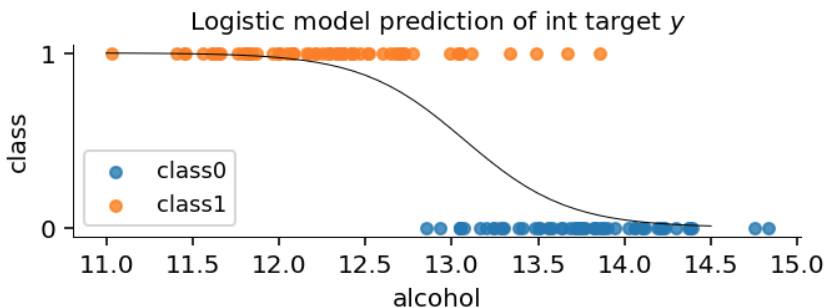 Logistic model prediction of int target y
1
0
class
class0
class1
11.0 11.5 12.0 12.5 13.0 13.5 14.0 14.5 15.0
alcohol